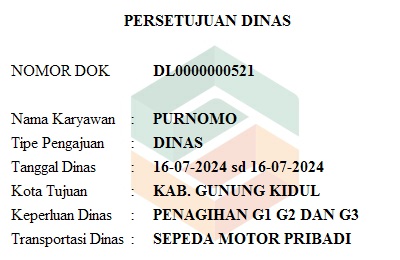 PERSETUJUAN DINAS
NOMOR DOK DL0000000521
Nama Karyawan : PURNOMO
Tipe Pengajuan : DINAS
Tanggal Dinas : 16-07-2024 sd 16-07-2024
Kota Tujuan : KAB. GUNUNG KIDUL
Keperluan Dinas : PENAGIHAN G1 G2 DAN G3
Transportasi Dinas : SEPEDA MOTOR PRIBADI